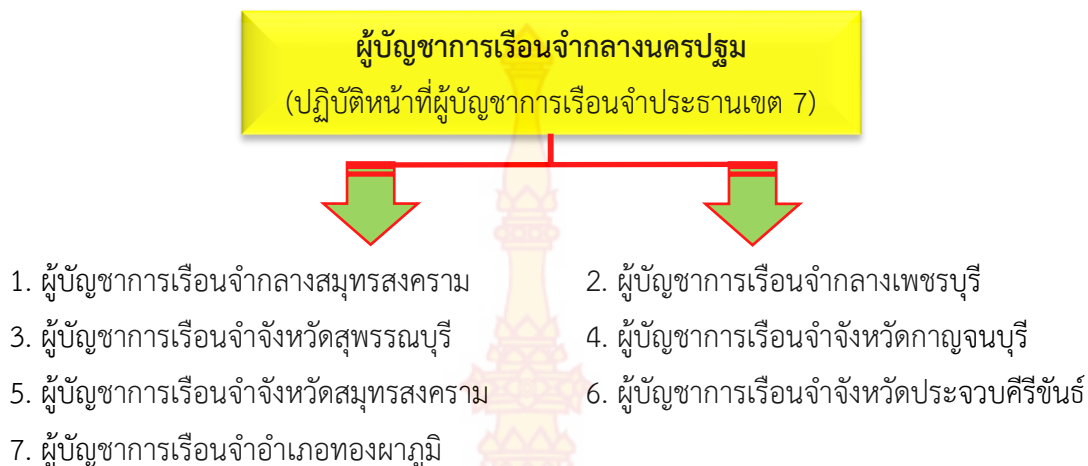 ผู้บัญชาการเรือนจำกลางนครปฐม
(ปฏิบัติหน้าที่ผู้บัญชาการเรือนจำประธานเขต 7)
1. ผู้บัญชาการเรือนจำกลางสมุทรสงคราม
2. ผู้บัญชาการเรือนจำกลางเพชรบุรี
3. ผู้บัญชาการเรือนจำจังหวัดสุพรรณบุรี
4. ผู้บัญชาการเรือนจำจังหวัดกาญจนบุรี
5. ผู้บัญชาการเรือนจำจังหวัดสมุทรสงคราม
6. ผู้บัญชาการเรือนจำจังหวัดประจวบคีรีขันธ์
7. ผู้บัญชาการเรือนจำอำเภอทองผาภูมิ